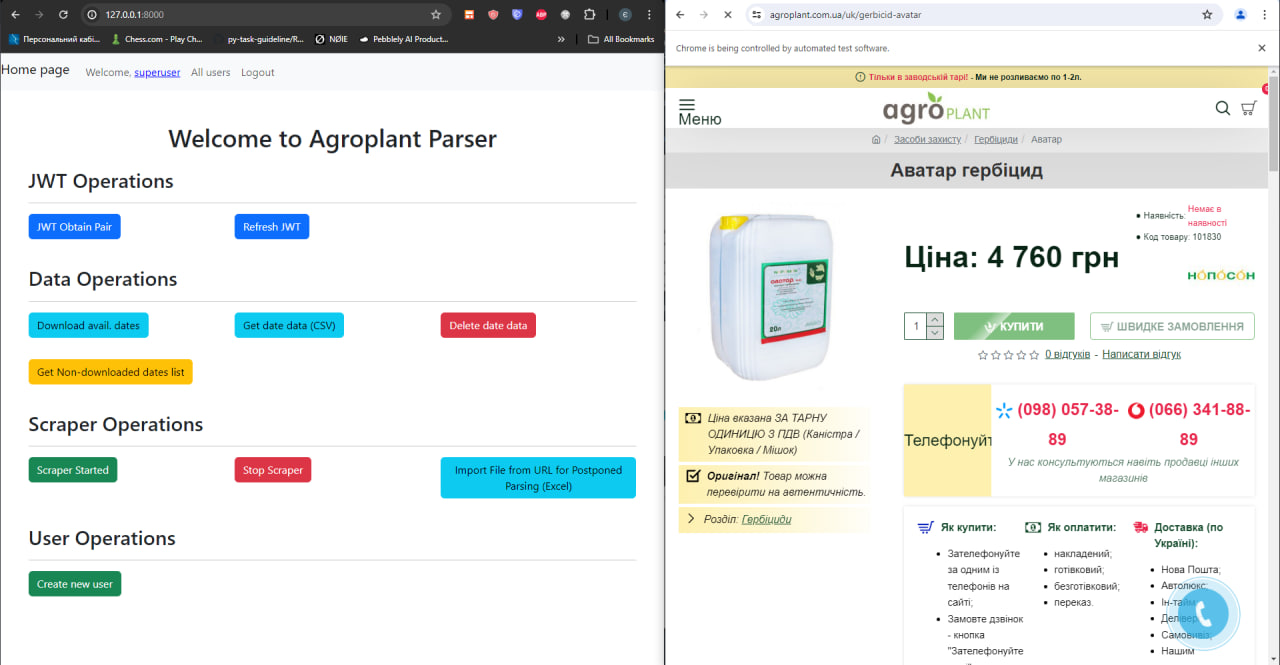 127.0.0.1:8000
Персональний кабі...
Chess.com - Play Ch...
py-task-guideline/R...
NØIE
Pebblely AI Product...
All Bookmarks
Home page
Welcome, superuser
All users
Logout
Welcome to Agroplant Parser
JWT Operations
JWT Obtain Pair
Refresh JWT
Data Operations
Download avail. dates
Get date data (CSV)
Delete date data
Get Non-downloaded dates list
Scraper Operations
Scraper Started
Stop Scraper
Import File from URL for Postponed
Parsing (Excel)
User Operations
Create new user
agroplant.com.ua/uk/gerbicid-avatar
Chrome is being controlled by automated test software.
Тільки в заводській тарі! - Ми не розливаємо по 1-2л.
Меню
agro PLANT
Засоби захисту / Гербіциди / Аватар
Аватар гербіцид
20л
Ціна вказана ЗА ТАРНУ
ОДИНИЦЮ З ПДВ (Каністра /
Упаковка / Мішок)
Оригінал! Товар можна
перевірити на автентичність.
Розділ: Гербіциди
Ціна: 4 760 грн
Наявність: Немає в
наявності
Код товару: 101830
НОПОСОН
1
КУПИТИ
ШВИДКЕ ЗАМОВЛЕННЯ
0 відгуків - Написати відгук
Телефонуйт
(098) 057-38-
89
(066) 341-88-
89
У нас консультуються навіть продавці інших
магазинів
Як купити:
Зателефонуйте
за одним із
телефонів на
сайті;
Замовте дзвінок
- кнопка
"Зателефонуйте
Як оплатити:
накладений;
готівковий;
безготівковий;
переказ.
Доставка (по
Україні):
Нова Пошта;
Автолюкс;
Ін-тайм;
Делівері;
Самовивіз;
Нашим